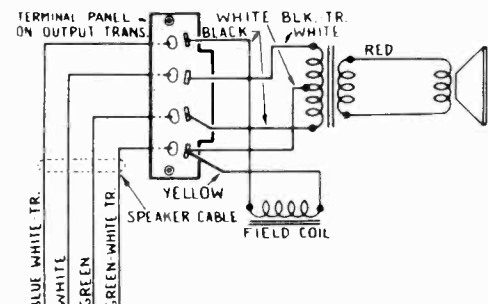 TERMINAL PANEL
ON OUTPUT TRANS.
WHITE BLK. TR.
BLACK
WHITE
RED
YELLOW
SPEAKER CABLE
FIELD COIL
BLUE WHITE TR.
WHITE
GREEN
GREEN-WHITE TR.